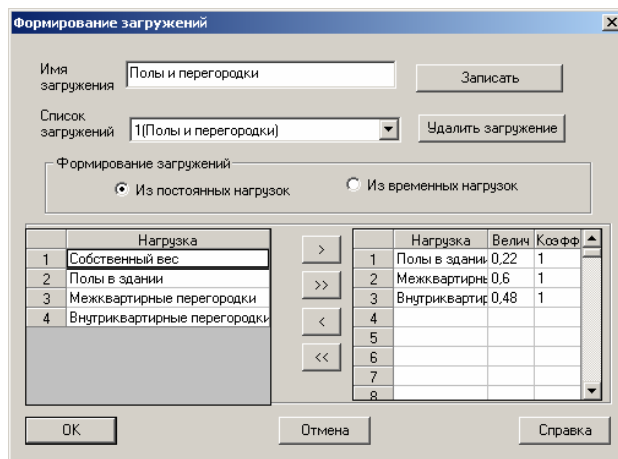 Формирование загружений
Имя загружения
Полы и перегородки
Записать
Список загружений
1(Полы и перегородки)
Удалить загружение
Формирование загружений
Из постоянных нагрузок
Из временных нагрузок
Нагрузка
1 Собственный вес
2 Полы в здании
3 Межквартирные перегородки
4 Внутриквартирные перегородки
>
>>
<
<<
Нагрузка Велич Коэфф
1 Полы в здании 0,22 1
2 Межквартирнь 0,6 1
3 Внутриквартир 0,48 1
4
5
6
7
8
OK
Отмена
Справка